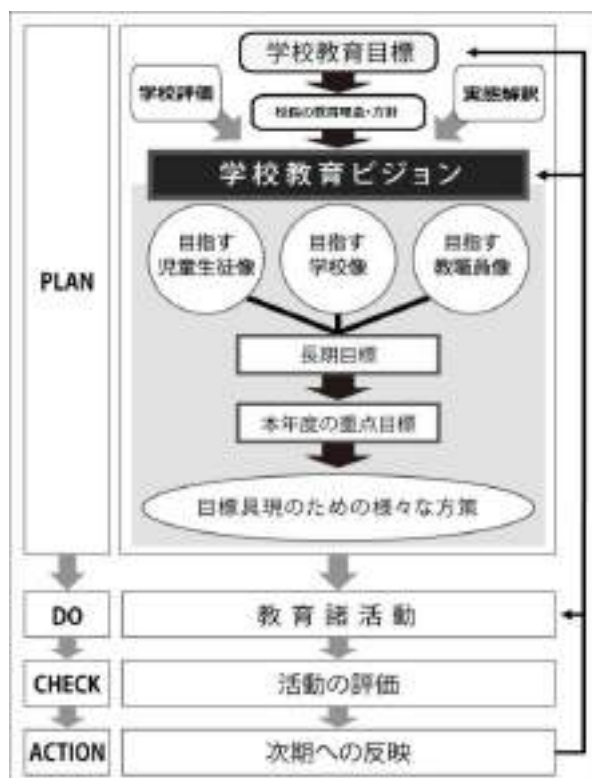 学校教育目標
学校評価
実態解釈
校長の教育理念・方針
学校教育ビジョン
目指す
児童生徒像
目指す
学校像
目指す
教職員像
PLAN
長期目標
本年度の重点目標
目標具現のための様々な方策
DO
教育諸活動
CHECK
活動の評価
ACTION
次期への反映